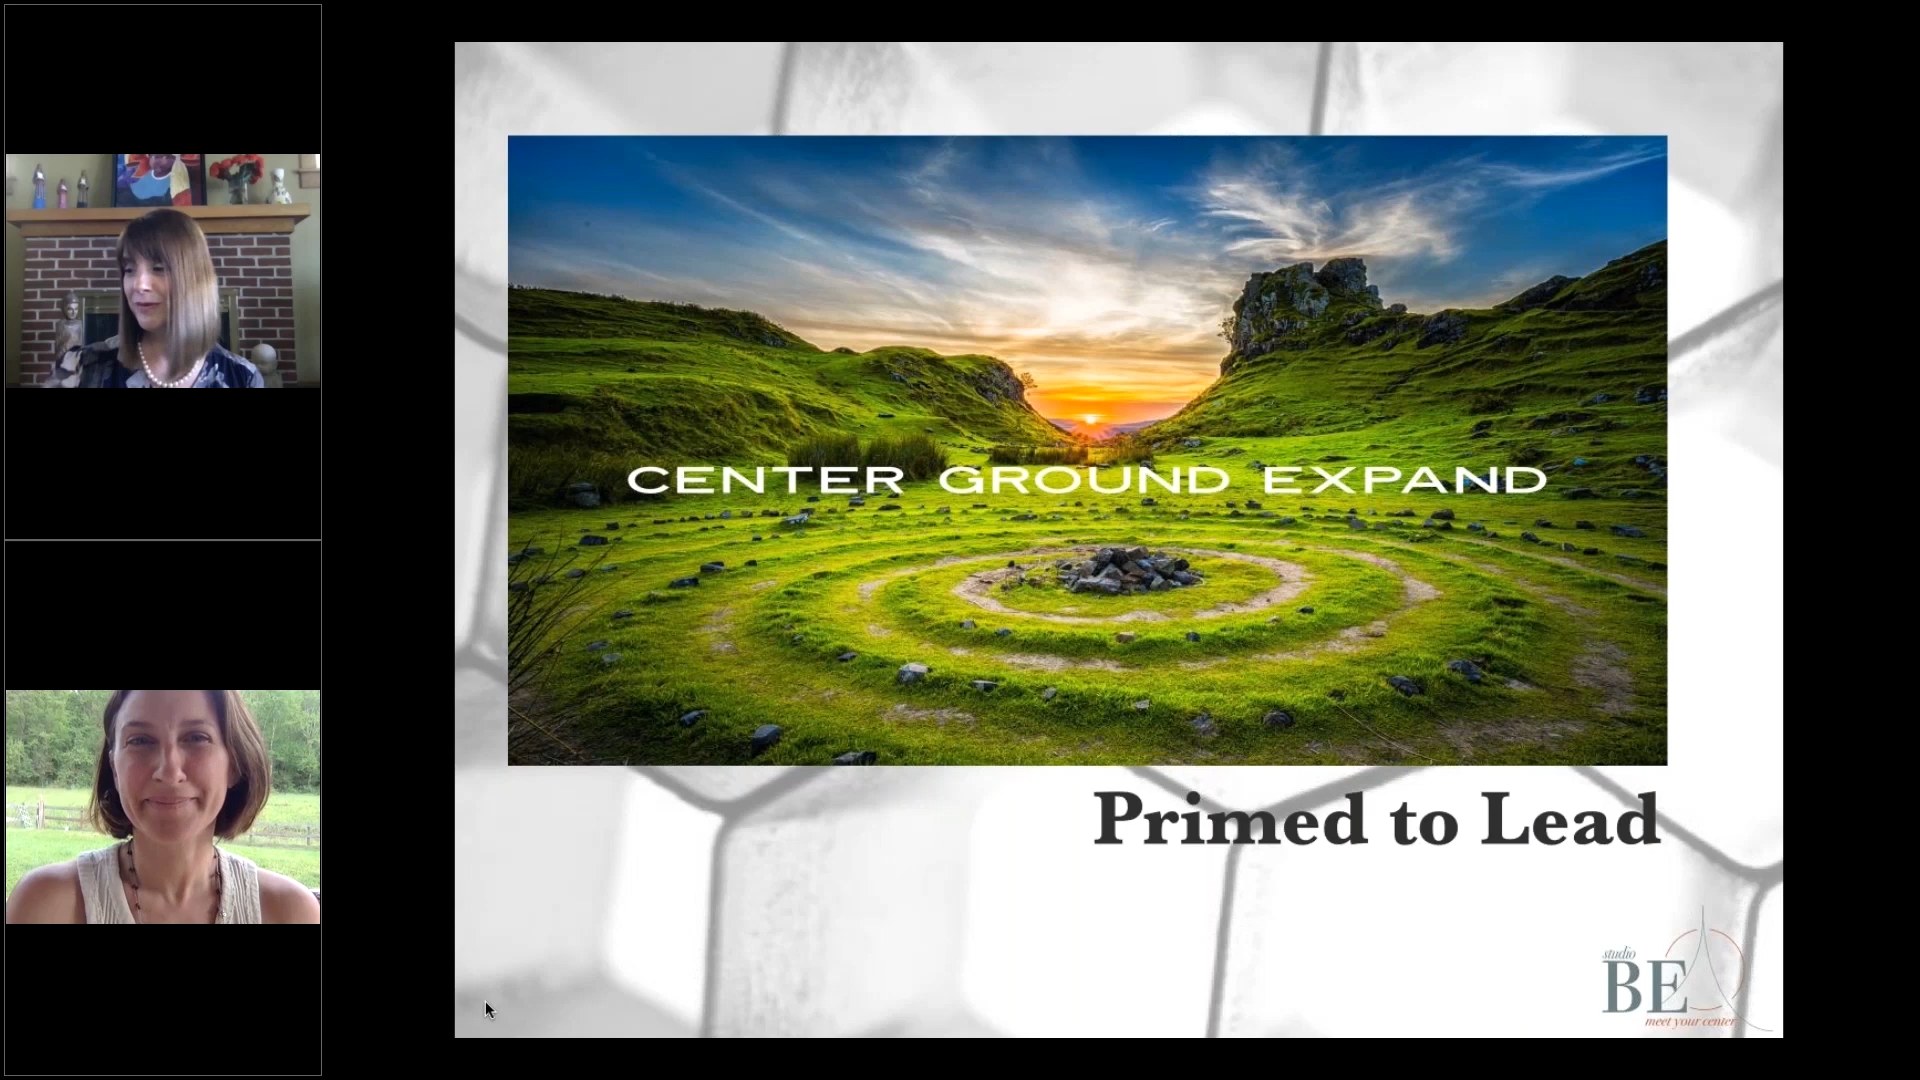 CENTER GROUND EXPAND
Primed to Lead
studio
BE
meet your center